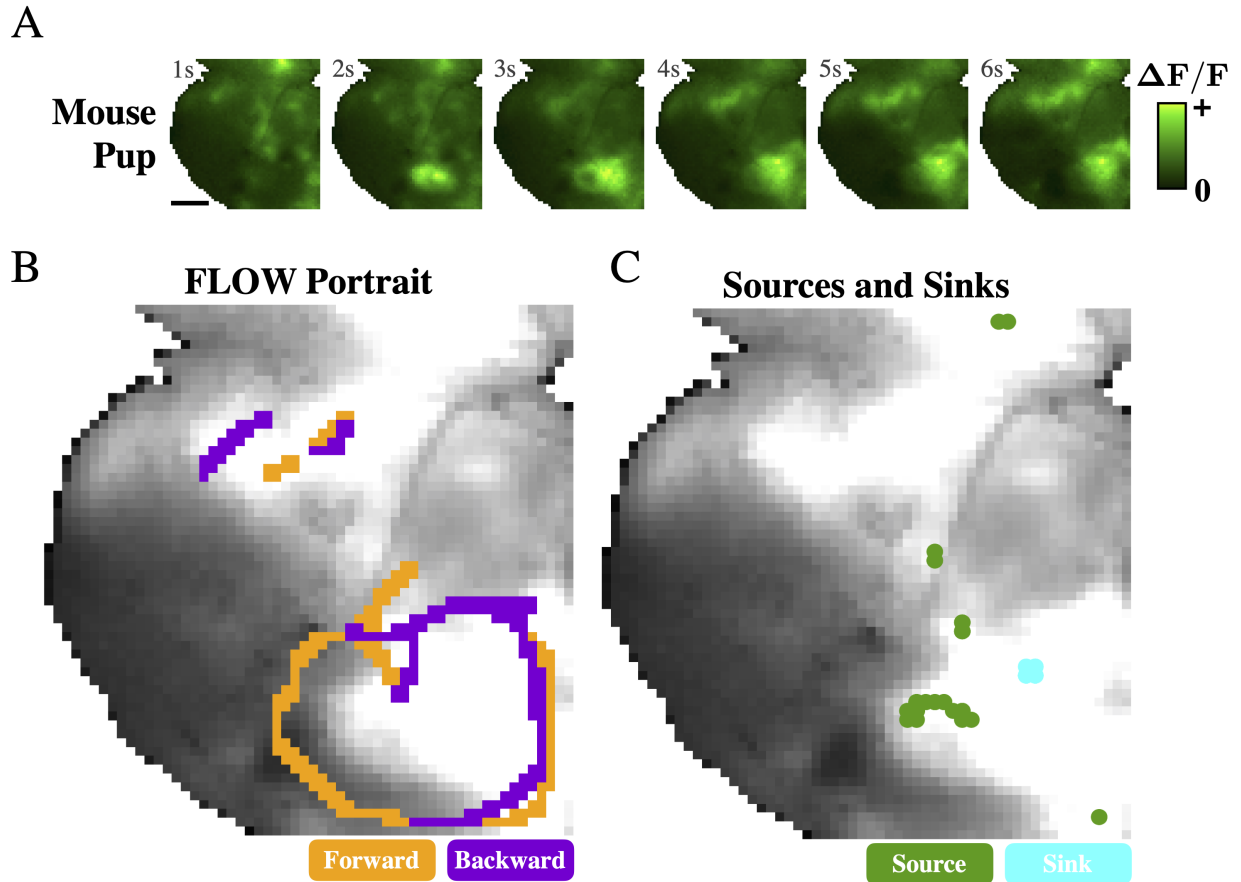 A
1s
2s
3s
4s
5s
6s
ΔF/F
+
0
Mouse
Pup
B
FLOW Portrait
C
Sources and Sinks
Forward
Backward
Source
Sink